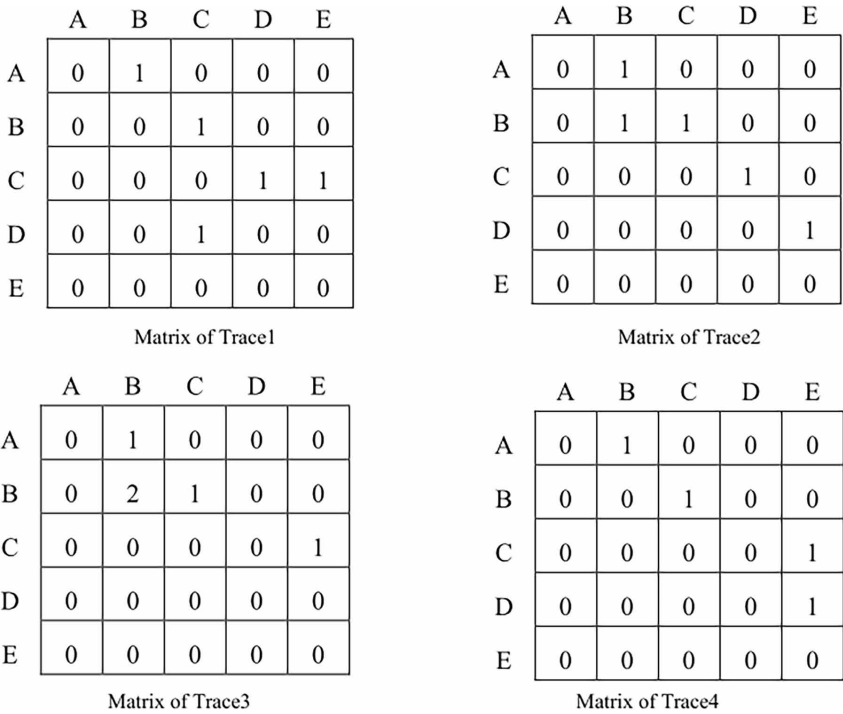 A B C D E
A 0 1 0 0 0
B 0 0 1 0 0
C 0 0 0 1 1
D 0 0 1 0 0
E 0 0 0 0 0
Matrix of Trace1
A B C D E
A 0 1 0 0 0
B 0 1 1 0 0
C 0 0 0 1 0
D 0 0 0 0 1
E 0 0 0 0 0
Matrix of Trace2
A B C D E
A 0 1 0 0 0
B 0 2 1 0 0
C 0 0 0 0 1
D 0 0 0 0 0
E 0 0 0 0 0
Matrix of Trace3
A B C D E
A 0 1 0 0 0
B 0 0 1 0 0
C 0 0 0 0 1
D 0 0 0 0 1
E 0 0 0 0 0
Matrix of Trace4